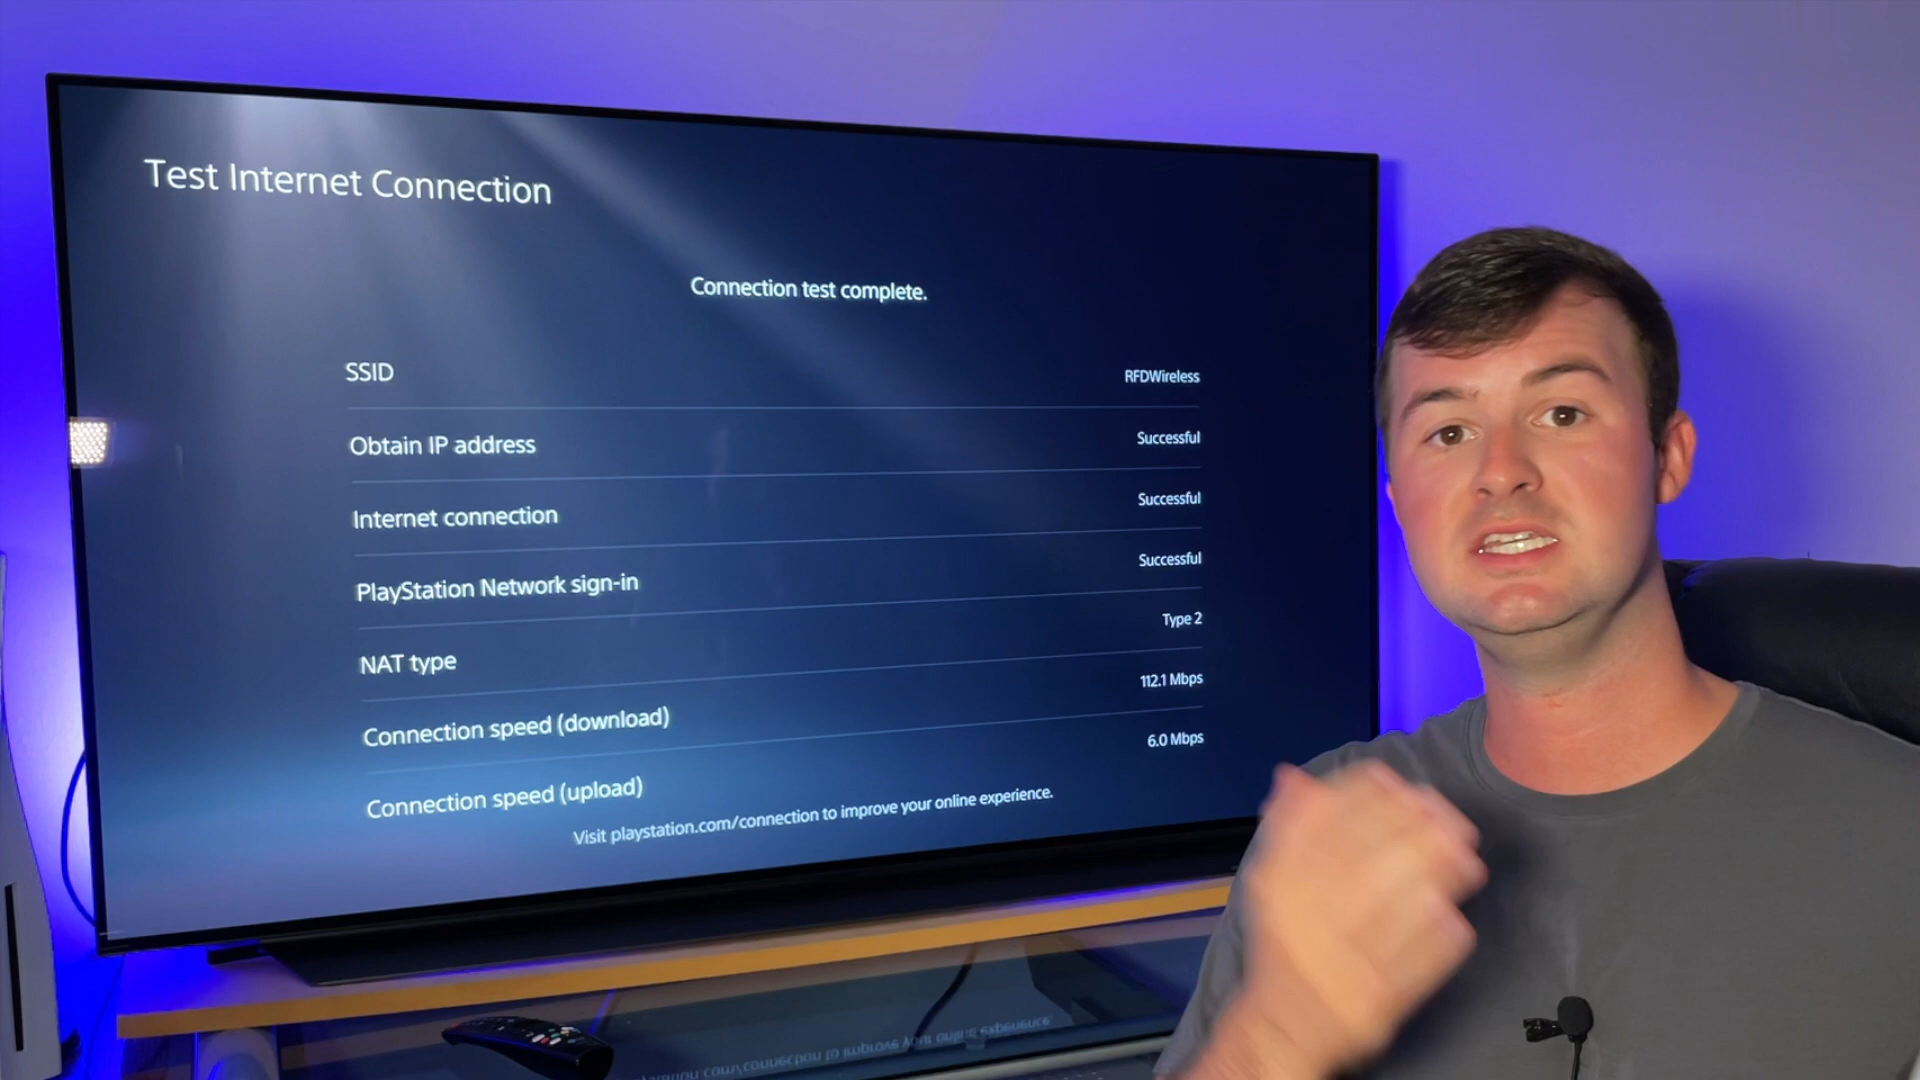 Test Internet Connection
Connection test complete.
SSID RFDWireless
Obtain IP address Successful
Internet connection Successful
PlayStation Network sign-in Successful
NAT type Type 2
Connection speed (download) 112.1 Mbps
Connection speed (upload) 6.0 Mbps
Visit playstation.com/connection to improve your online experience.